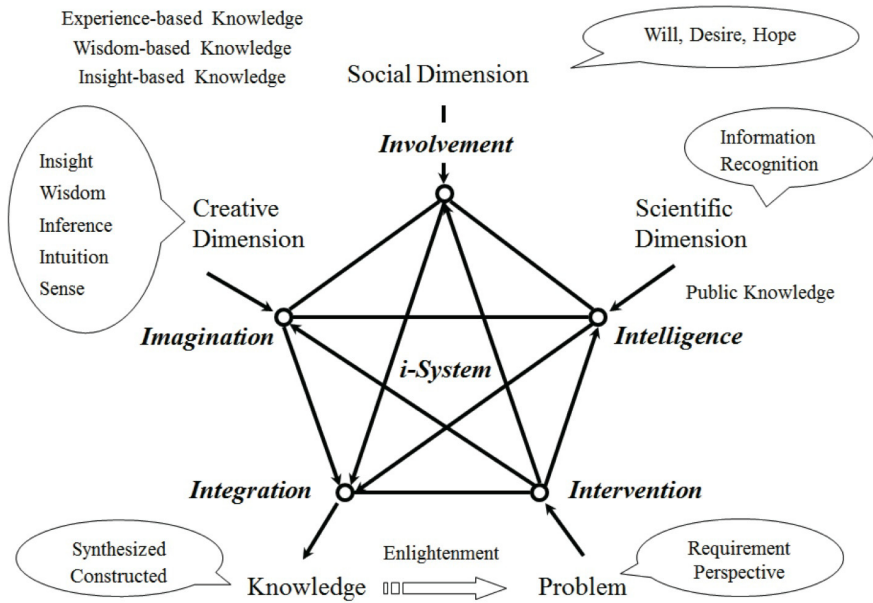 Experience-based Knowledge
Wisdom-based Knowledge
Insight-based Knowledge
Will, Desire, Hope
Social Dimension
Involvement
Information
Recognition
Insight
Wisdom
Inference
Intuition
Sense
Creative
Dimension
Scientific
Dimension
Public Knowledge
Imagination
Intelligence
i-System
Integration
Intervention
Synthesized
Constructed
Knowledge
Enlightenment
Problem
Requirement
Perspective